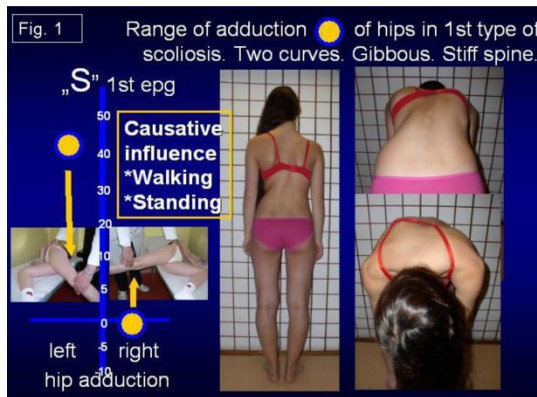 Fig. 1
Range of adduction of hips in 1st type of
scoliosis. Two curves. Gibbous. Stiff spine.
„S” 1st epg
50
40
30
20
10
5
0
-5
-10
Causative
influence
*Walking
*Standing
left right
hip adduction